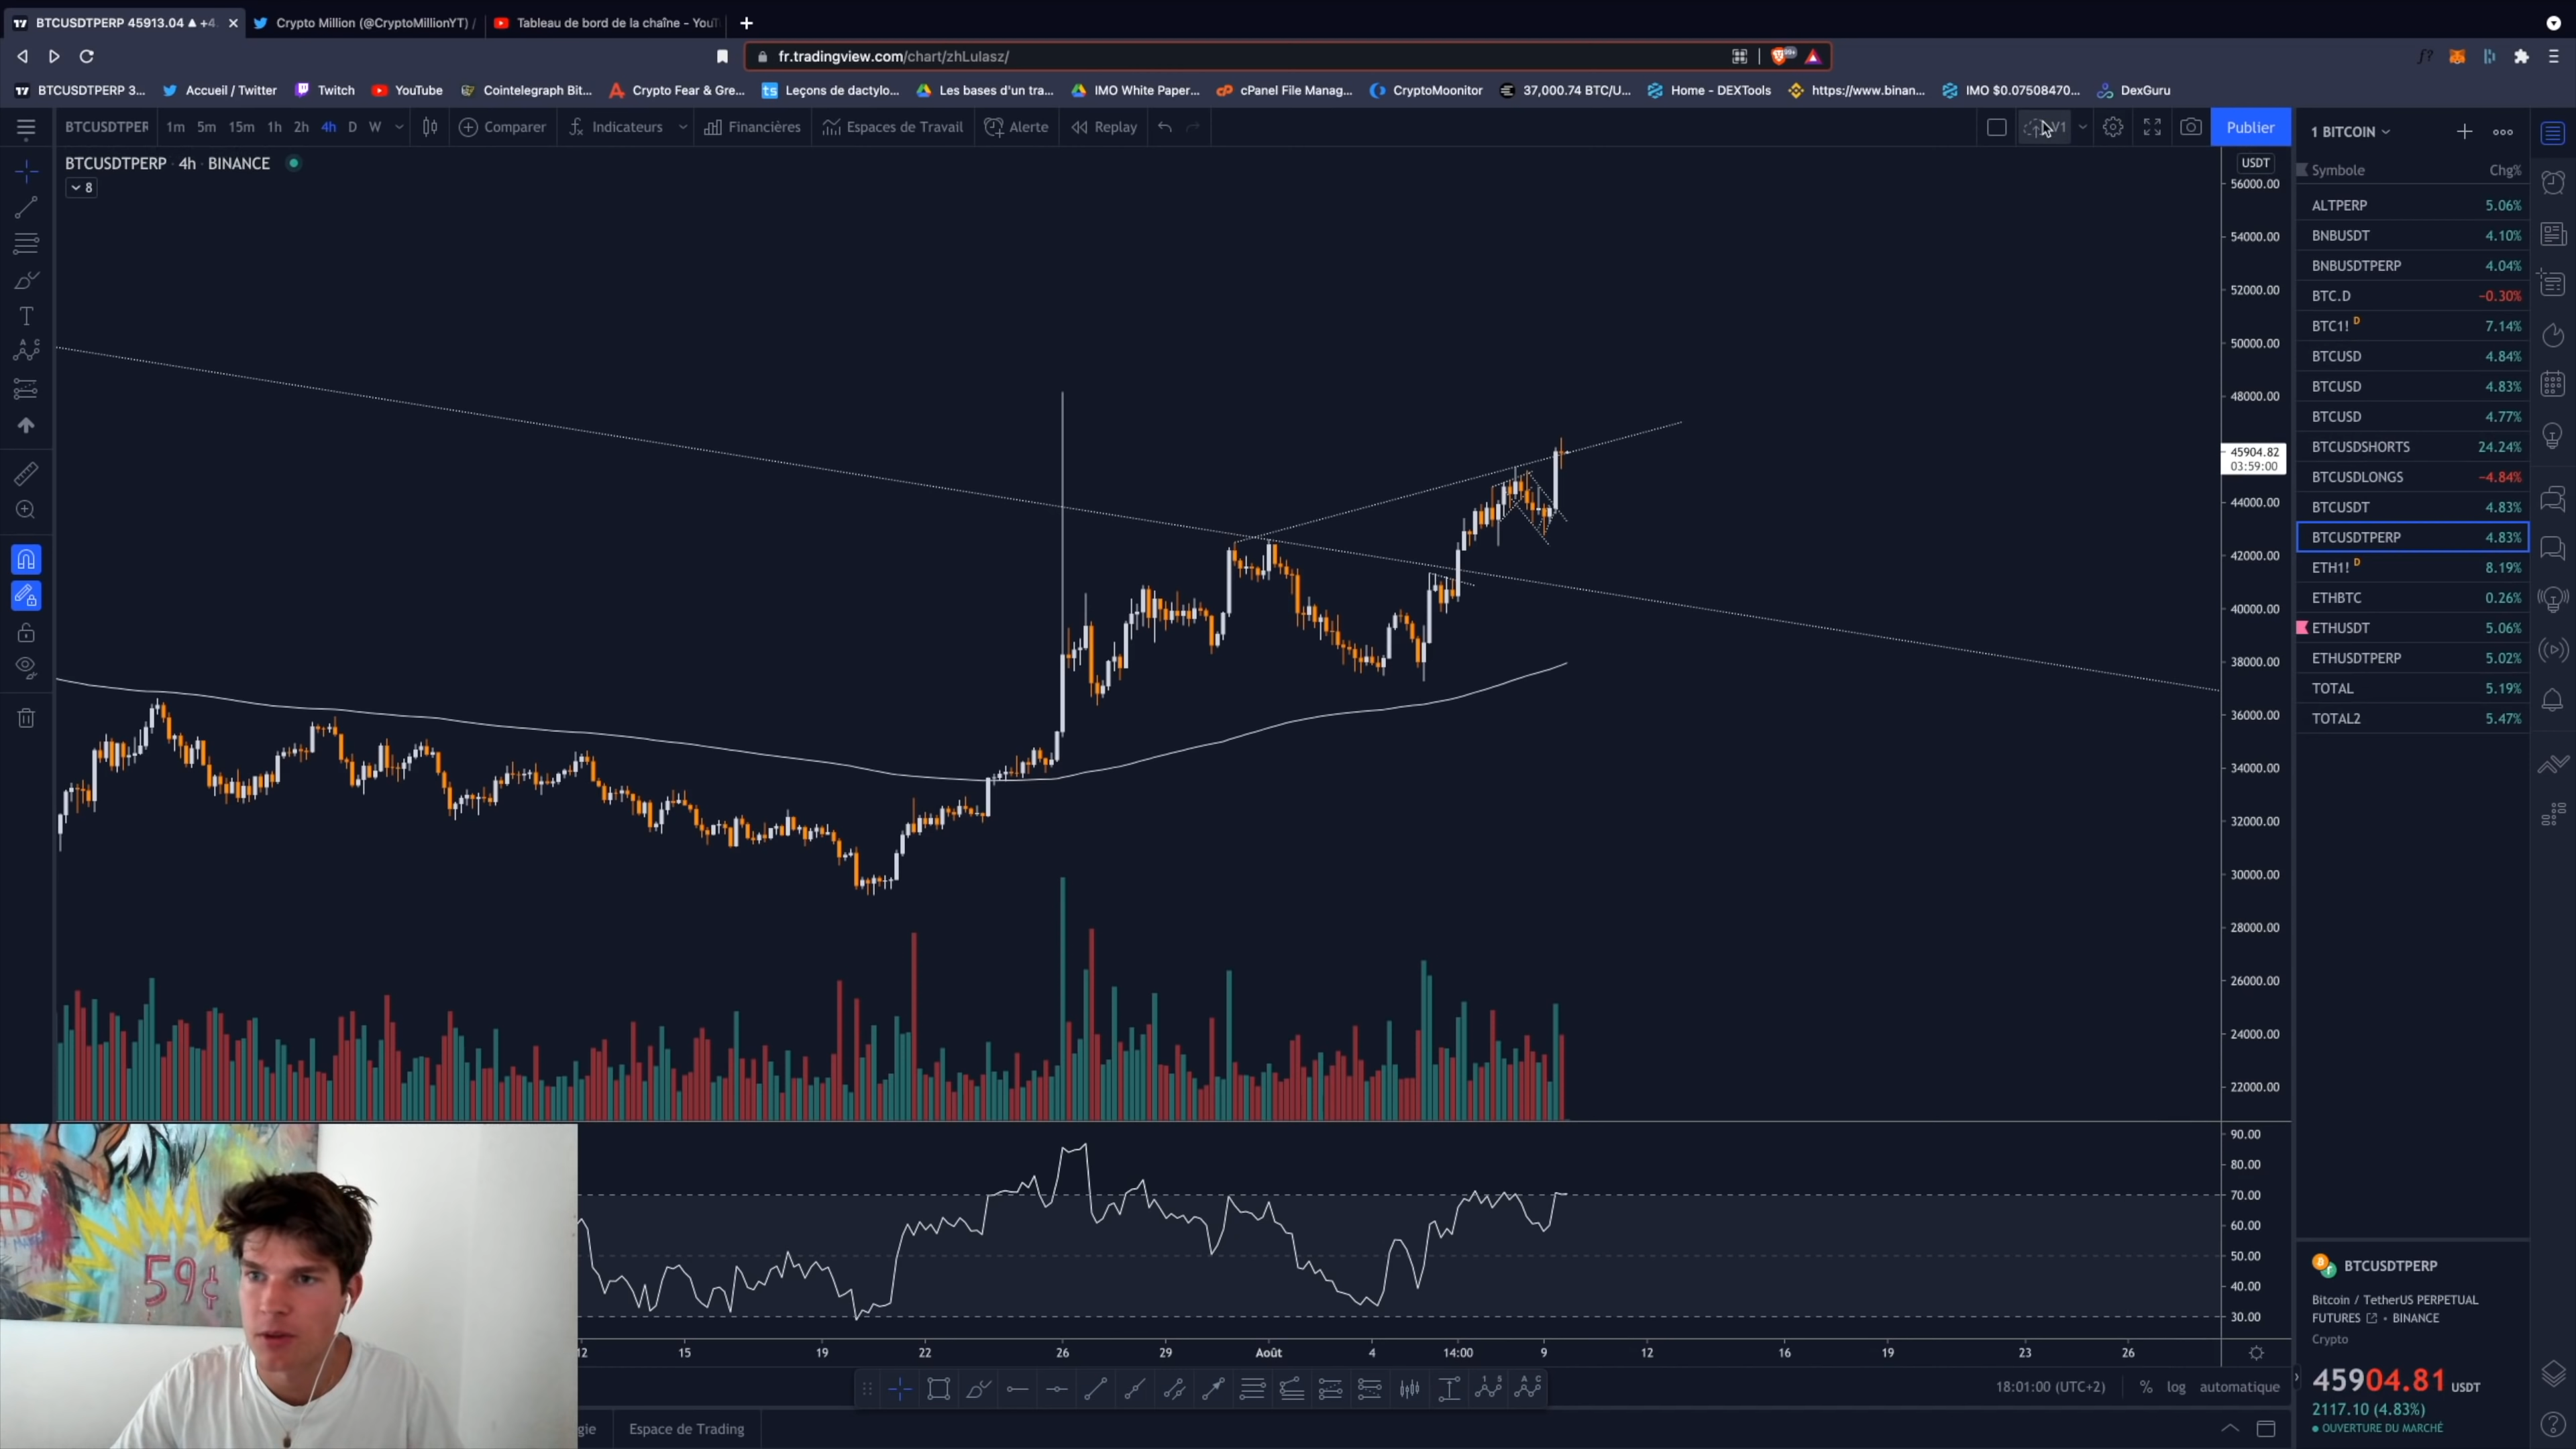 BTCUSDTPERP 45913.04 ▲ +4.
Crypto Million (@CryptoMillionYT) /
Tableau de bord de la chaîne - YouT
fr.tradingview.com/chart/zhLulasz/
BTCUSDTPERP 3...
Accueil / Twitter
Twitch
YouTube
Cointelegraph Bit...
Crypto Fear & Gre...
Leçons de dactylo...
Les bases d'un tra...
IMO White Paper...
cPanel File Manag...
CryptoMoonitor
37,000.74 BTC/U...
Home - DEXTools
https://www.binan...
IMO $0.07508470...
DexGuru
BTCUSDTPER 1m 5m 15m 1h 2h 4h D W
Comparer
Indicateurs
Financières
Espaces de Travail
Alerte
Replay
V1
Publier
BTCUSDTPERP · 4h · BINANCE
8
USDT
56000.00
54000.00
52000.00
50000.00
48000.00
45904.82
03:59:00
44000.00
42000.00
40000.00
38000.00
36000.00
34000.00
32000.00
30000.00
28000.00
26000.00
24000.00
22000.00
90.00
80.00
70.00
60.00
50.00
40.00
30.00
1 BITCOIN
Symbole Chg%
ALTPERP 5.06%
BNBUSDT 4.10%
BNBUSDTPERP 4.04%
BTC.D −0.30%
BTC1! D 7.14%
BTCUSD 4.84%
BTCUSD 4.83%
BTCUSD 4.77%
BTCUSDSHORTS 24.24%
BTCUSDLONGS −4.84%
BTCUSDT 4.83%
BTCUSDTPERP 4.83%
ETH1! D 8.19%
ETHBTC 0.26%
ETHUSDT 5.06%
ETHUSDTPERP 5.02%
TOTAL 5.19%
TOTAL2 5.47%
59¢
12 15 19 22 26 29 Août 4 14:00 9 12 16 19 23 26
18:01:00 (UTC+2) % log automatique
gie
Espace de Trading
BTCUSDTPERP
Bitcoin / TetherUS PERPETUAL
FUTURES · BINANCE
Crypto
45904.81 USDT
2117.10 (4.83%)
OUVERTURE DU MARCHÉ